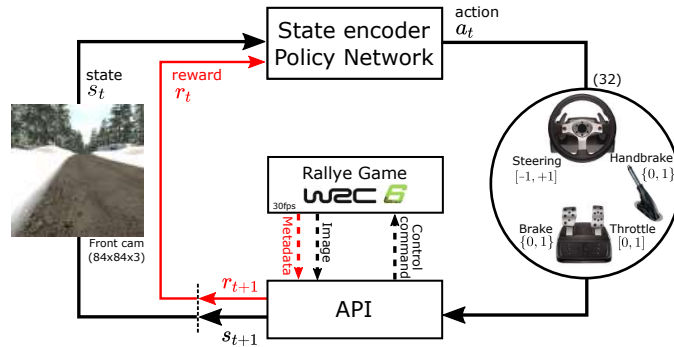 State encoder
Policy Network
action
a_t
state
s_t
reward
r_t
(32)
Steering
[-1, +1]
Handbrake
{0, 1}
Brake
{0, 1}
Throttle
[0, 1]
Rallye Game
WRC 6
30fps
Metadata
Image
Control
command
Front cam
(84x84x3)
r_{t+1}
API
s_{t+1}